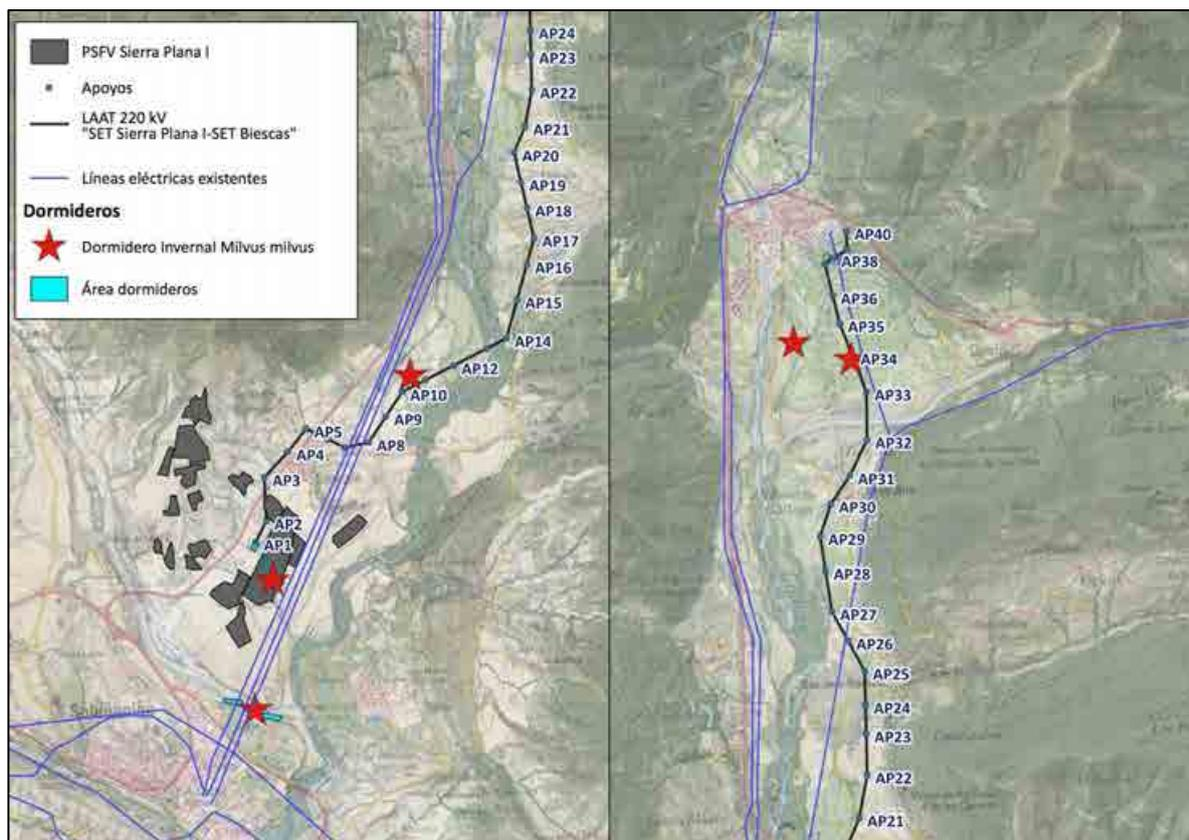 PSFV Sierra Plana I
Apoyos
LAAT 220 kV
"SET Sierra Plana I-SET Biescas"
Líneas eléctricas existentes
Dormideros
Dormidero Invernal Milvus milvus
Área dormideros
AP24
AP23
AP22
AP21
AP20
AP19
AP18
AP17
AP16
AP15
AP14
AP12
AP10
AP9
AP8
AP5
AP4
AP3
AP2
AP1
Sabiñánigo
AP40
AP38
AP36
AP35
AP34
AP33
AP32
AP31
AP30
AP29
AP28
AP27
AP26
AP25
AP24
AP23
AP22
AP21